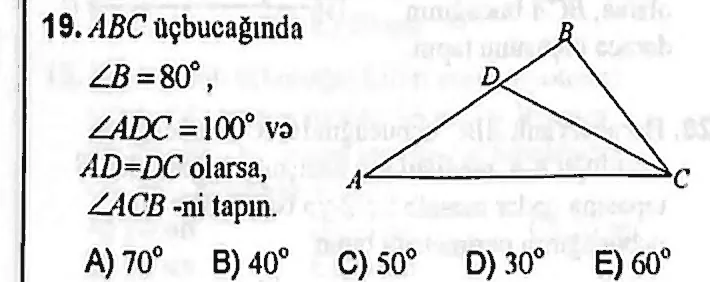 19. ABC üçbucağında
∠B = 80°,
∠ADC = 100° və
AD=DC olarsa,
∠ACB -ni tapın.
A) 70° B) 40° C) 50° D) 30° E) 60°
B
D
A
C